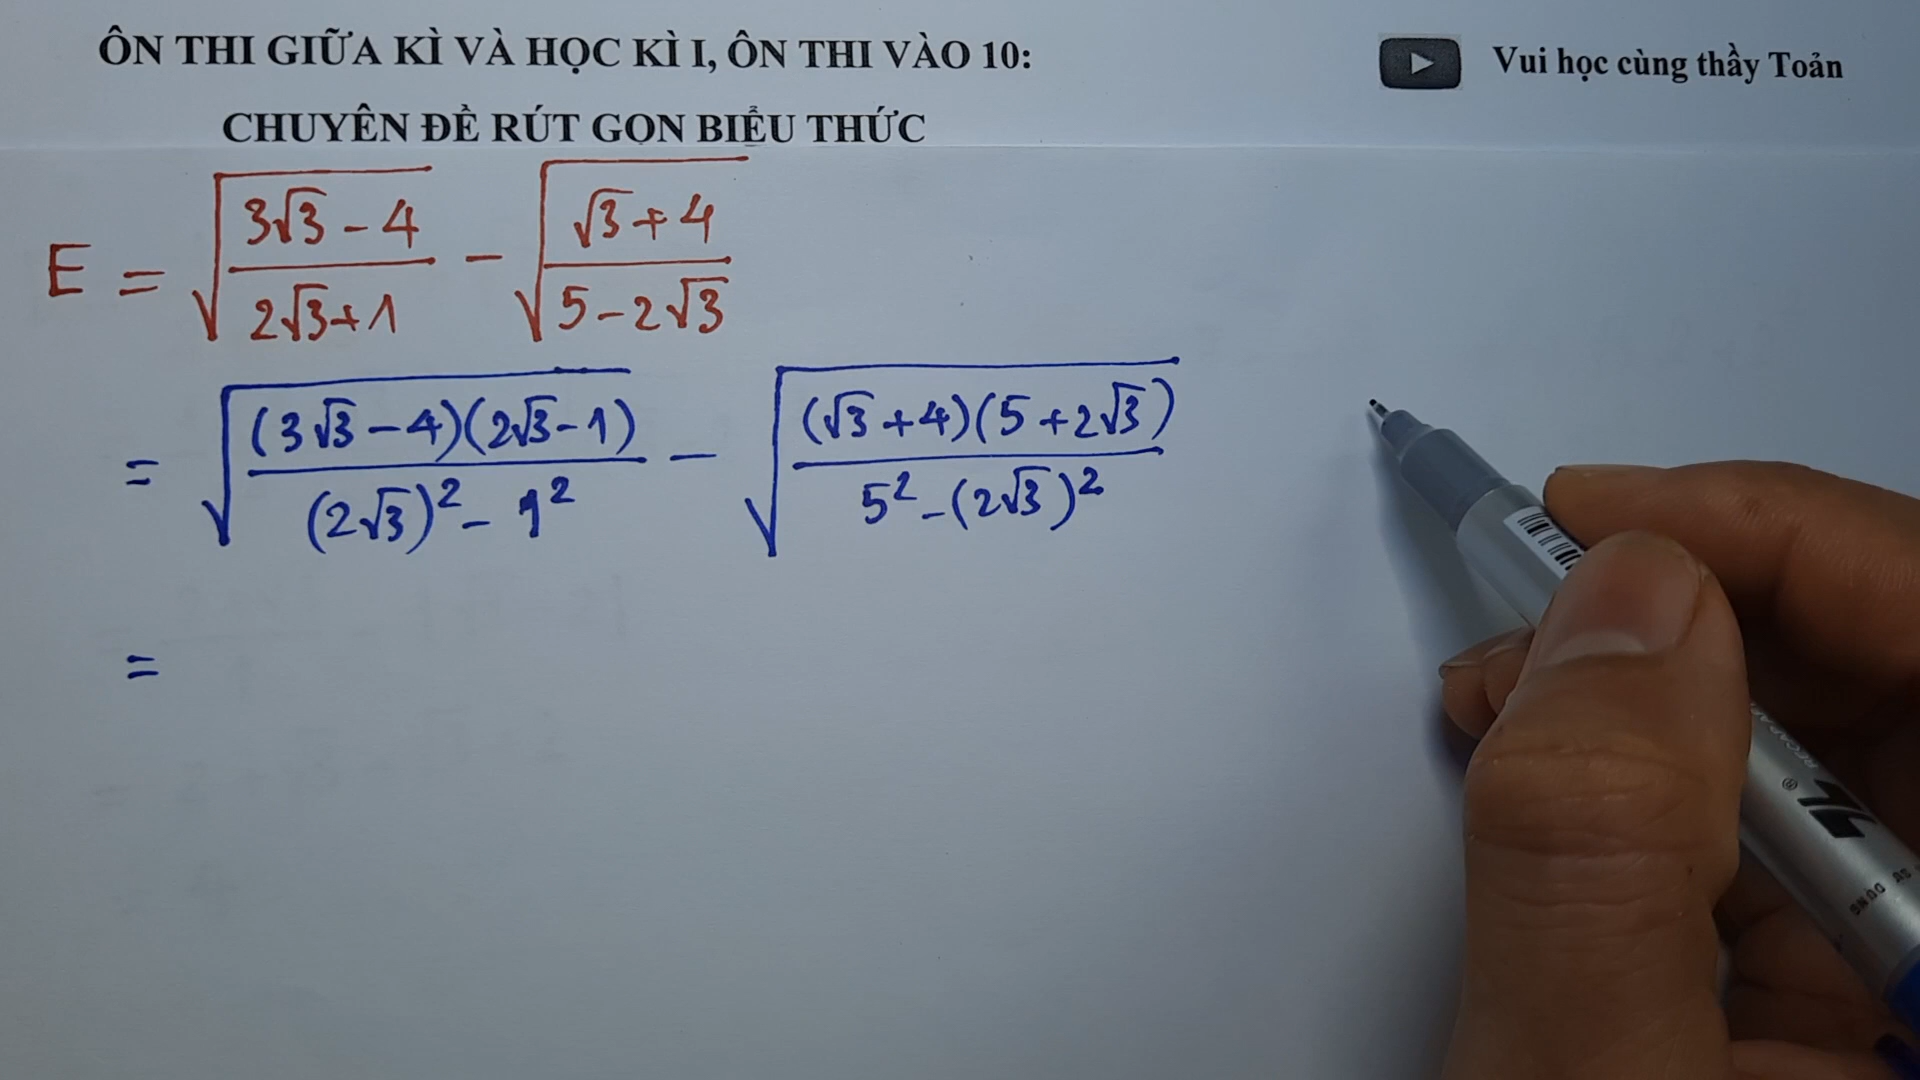 ÔN THI GIỮA KÌ VÀ HỌC KÌ I, ÔN THI VÀO 10:
Vui học cùng thầy Toản
CHUYÊN ĐỀ RÚT GỌN BIỂU THỨC
E = √((3√3 - 4)/(2√3 + 1)) - √((√3 + 4)/(5 - 2√3))
= √((3√3 - 4)(2√3 - 1)/((2√3)² - 1²)) - √((√3 + 4)(5 + 2√3)/(5² - (2√3)²))
=